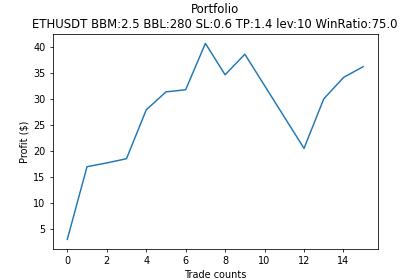 Portfolio
ETHUSDT BBM:2.5 BBL:280 SL:0.6 TP:1.4 lev:10 WinRatio:75.0
40
35
30
25
20
15
10
5
Profit ($)
0 2 4 6 8 10 12 14
Trade counts